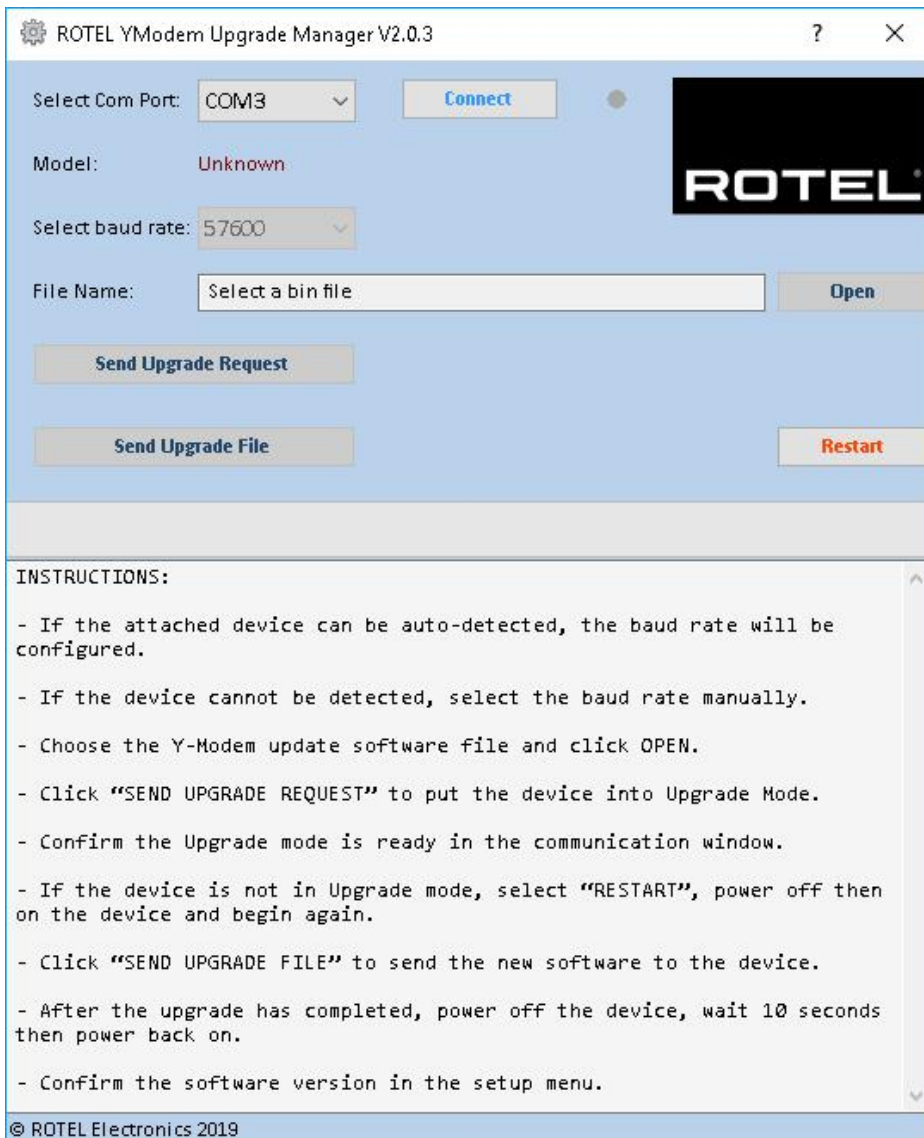 ROTEL YModem Upgrade Manager V2.0.3 ?
Select Com Port: COM3 Connect
Model: Unknown
ROTEL
Select baud rate: 57600
File Name: Select a bin file Open
Send Upgrade Request
Send Upgrade File Restart
INSTRUCTIONS:
- If the attached device can be auto-detected, the baud rate will be
configured.
- If the device cannot be detected, select the baud rate manually.
- Choose the Y-Modem update software file and click OPEN.
- Click “SEND UPGRADE REQUEST” to put the device into Upgrade Mode.
- Confirm the Upgrade mode is ready in the communication window.
- If the device is not in Upgrade mode, select “RESTART”, power off then
on the device and begin again.
- Click “SEND UPGRADE FILE” to send the new software to the device.
- After the upgrade has completed, power off the device, wait 10 seconds
then power back on.
- Confirm the software version in the setup menu.
© ROTEL Electronics 2019